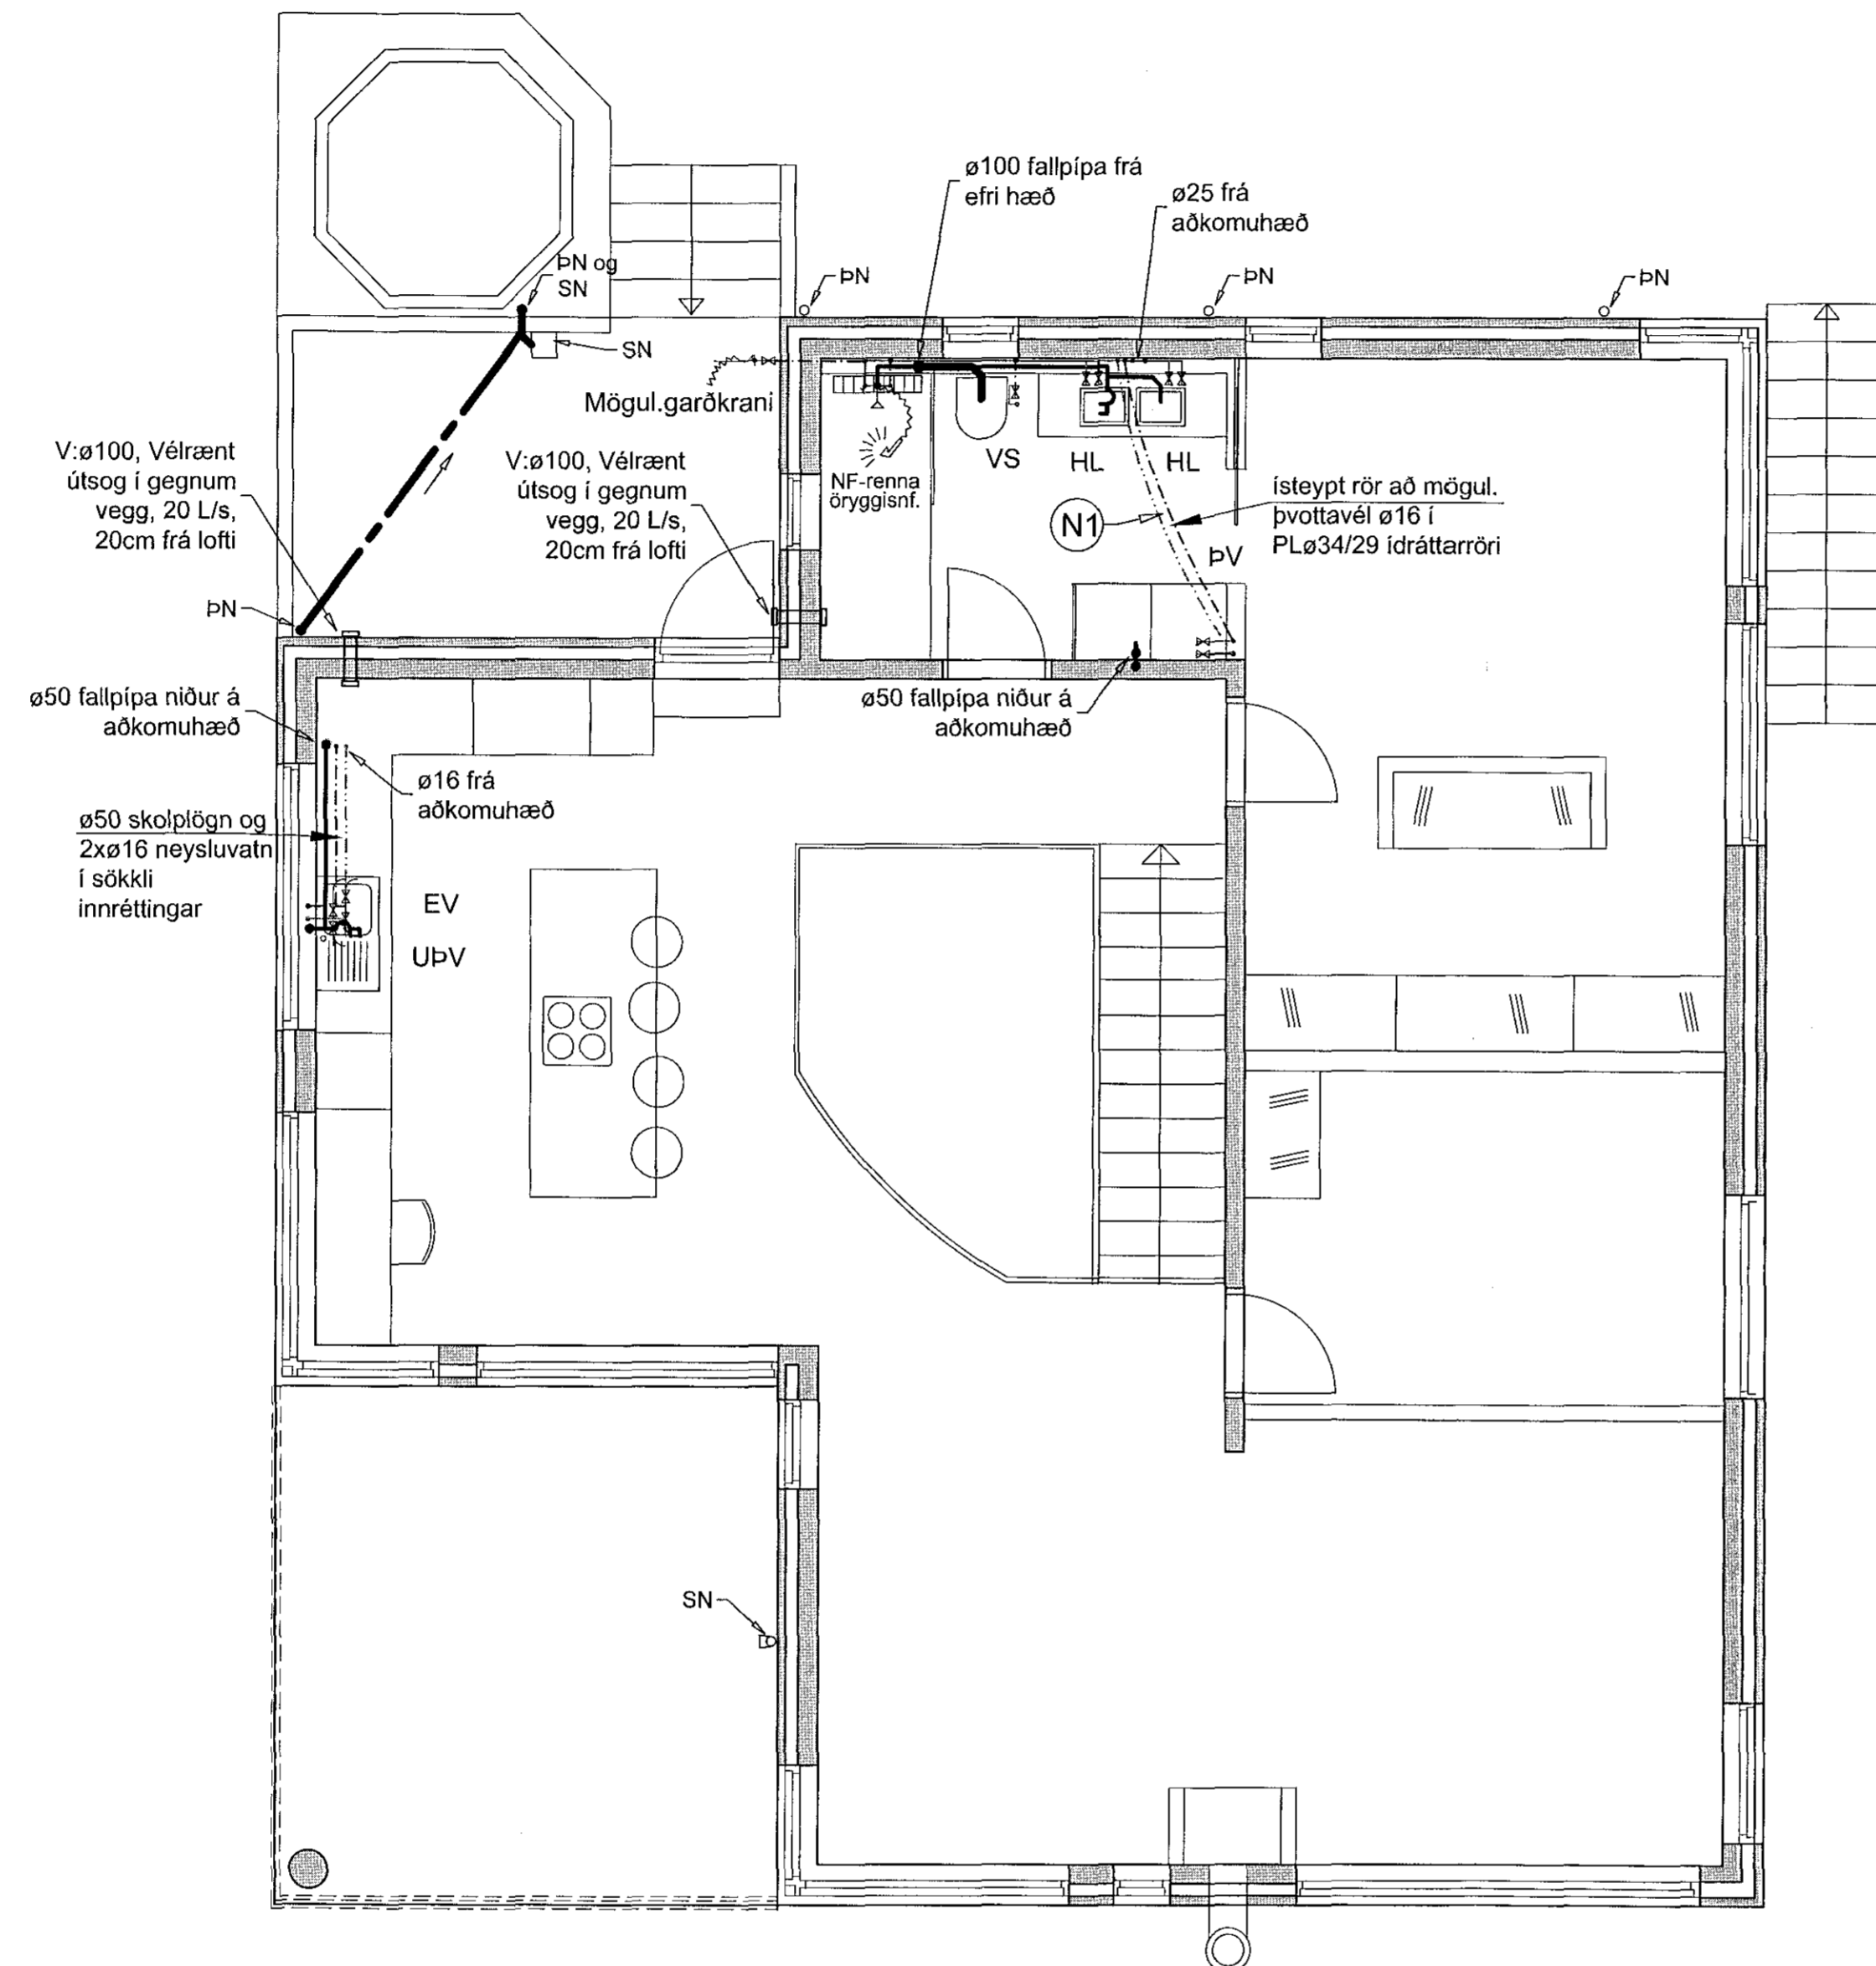 ø100 fallpípa frá
efri hæð
ø25 frá
aðkomuhæð
ÞN og
SN
ÞN
ÞN
ÞN
SN
Mögul.garðkrani
V:ø100, Vélrænt
útsog í gegnum
vegg, 20 L/s,
20cm frá lofti
V:ø100, Vélrænt
útsog í gegnum
vegg, 20 L/s,
20cm frá lofti
VS
HL
HL
NF-renna
öryggisnf.
N1
ísteypt rör að mögul.
þvottavél ø16 í
PLø34/29 ídráttarröri
ÞV
ÞN
ø50 fallpípa niður á
aðkomuhæð
ø50 fallpípa niður á
aðkomuhæð
ø16 frá
aðkomuhæð
ø50 skolplögn og
2xø16 neysluvatn
í sökkli
innréttingar
EV
UÞV
SN